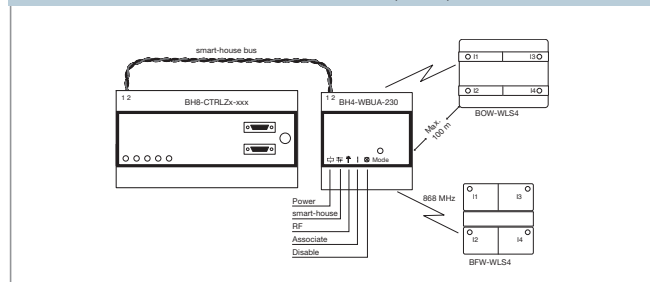 smart-house bus
1 2
BH8-CTRLZx-xxx
1 2
BH4-WBUA-230
Mode
Power
smart-house
RF
Associate
Disable
I1
I3
I2
I4
BOW-WLS4
Max.
100 m
868 MHz
I1
I3
I2
I4
BFW-WLS4